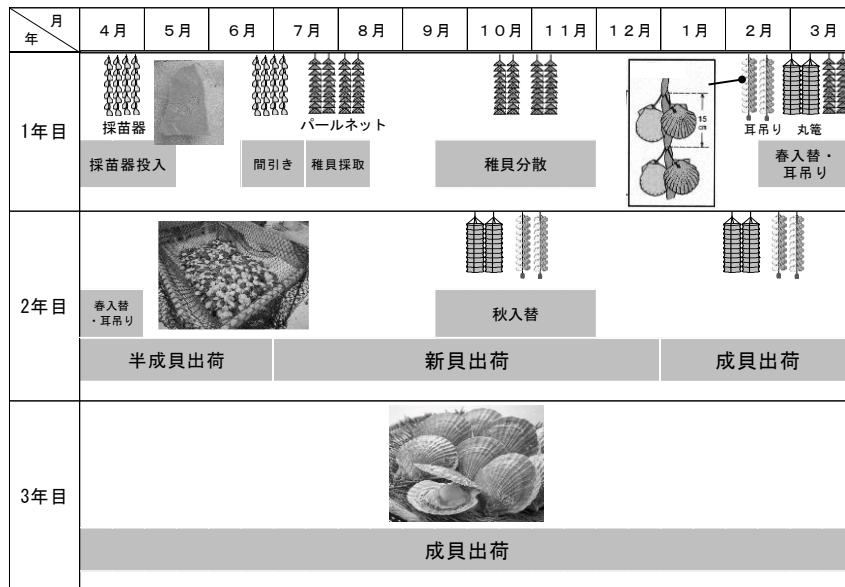 月
年
４月
５月
６月
７月
８月
９月
１０月
１１月
１２月
１月
２月
３月
1年目
採苗器
パールネット
15
cm
耳吊り
丸篭
採苗器投入
間引き
稚貝採取
稚貝分散
春入替・
耳吊り
2年目
春入替
・耳吊り
秋入替
半成貝出荷
新貝出荷
成貝出荷
3年目
成貝出荷